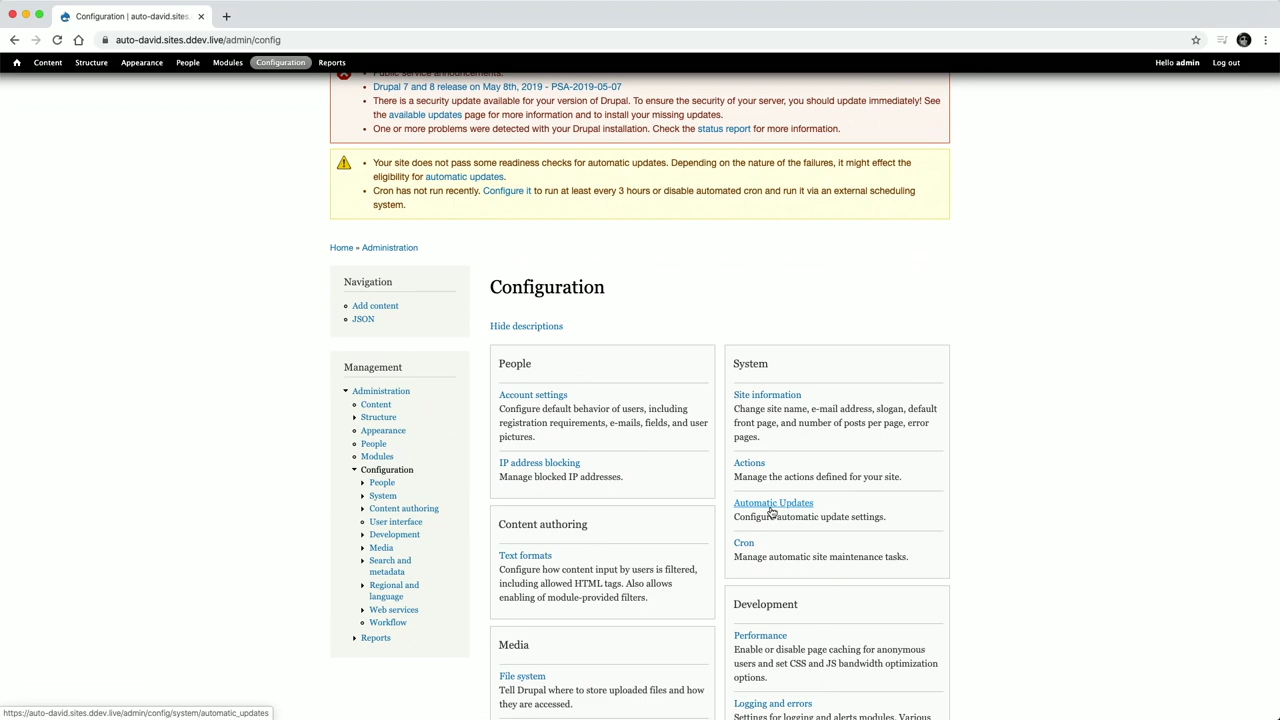 Configuration | auto-david.sites.
auto-david.sites.ddev.live/admin/config
Content Structure Appearance People Modules Configuration Reports
Hello admin Log out
Public service announcements:
Drupal 7 and 8 release on May 8th, 2019 - PSA-2019-05-07
There is a security update available for your version of Drupal. To ensure the security of your server, you should update immediately! See
the available updates page for more information and to install your missing updates.
One or more problems were detected with your Drupal installation. Check the status report for more information.
Your site does not pass some readiness checks for automatic updates. Depending on the nature of the failures, it might effect the
eligibility for automatic updates.
Cron has not run recently. Configure it to run at least every 3 hours or disable automated cron and run it via an external scheduling
system.
Home » Administration
Navigation
Add content
JSON
Management
Administration
Content
Structure
Appearance
People
Modules
Configuration
People
System
Content authoring
User interface
Development
Media
Search and
metadata
Regional and
language
Web services
Workflow
Reports
Configuration
Hide descriptions
People
Account settings
Configure default behavior of users, including
registration requirements, e-mails, fields, and user
pictures.
IP address blocking
Manage blocked IP addresses.
Content authoring
Text formats
Configure how content input by users is filtered,
including allowed HTML tags. Also allows
enabling of module-provided filters.
Media
File system
Tell Drupal where to store uploaded files and how
they are accessed.
System
Site information
Change site name, e-mail address, slogan, default
front page, and number of posts per page, error
pages.
Actions
Manage the actions defined for your site.
Automatic Updates
Configure automatic update settings.
Cron
Manage automatic site maintenance tasks.
Development
Performance
Enable or disable page caching for anonymous
users and set CSS and JS bandwidth optimization
options.
Logging and errors
Settings for logging and alerts modules. Various
https://auto-david.sites.ddev.live/admin/config/system/automatic_updates